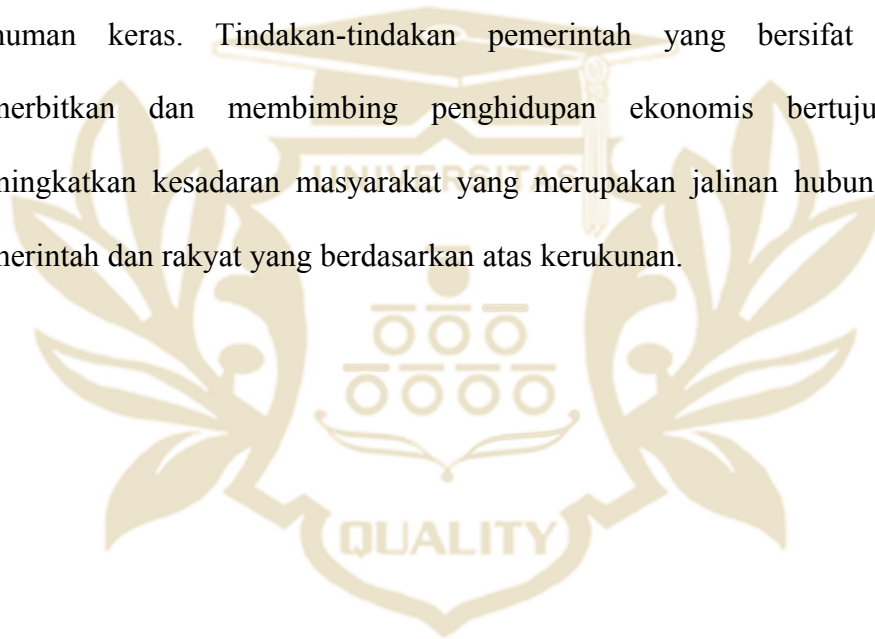 numan keras. Tindakan-tindakan pemerintah yang bersifat
nerbitkan dan membimbing penghidupan ekonomis bertuju
ningkatkan kesadaran masyarakat yang merupakan jalinan hubun
nerintah dan rakyat yang berdasarkan atas kerukunan.
UNIVERSITAS
QUALITY